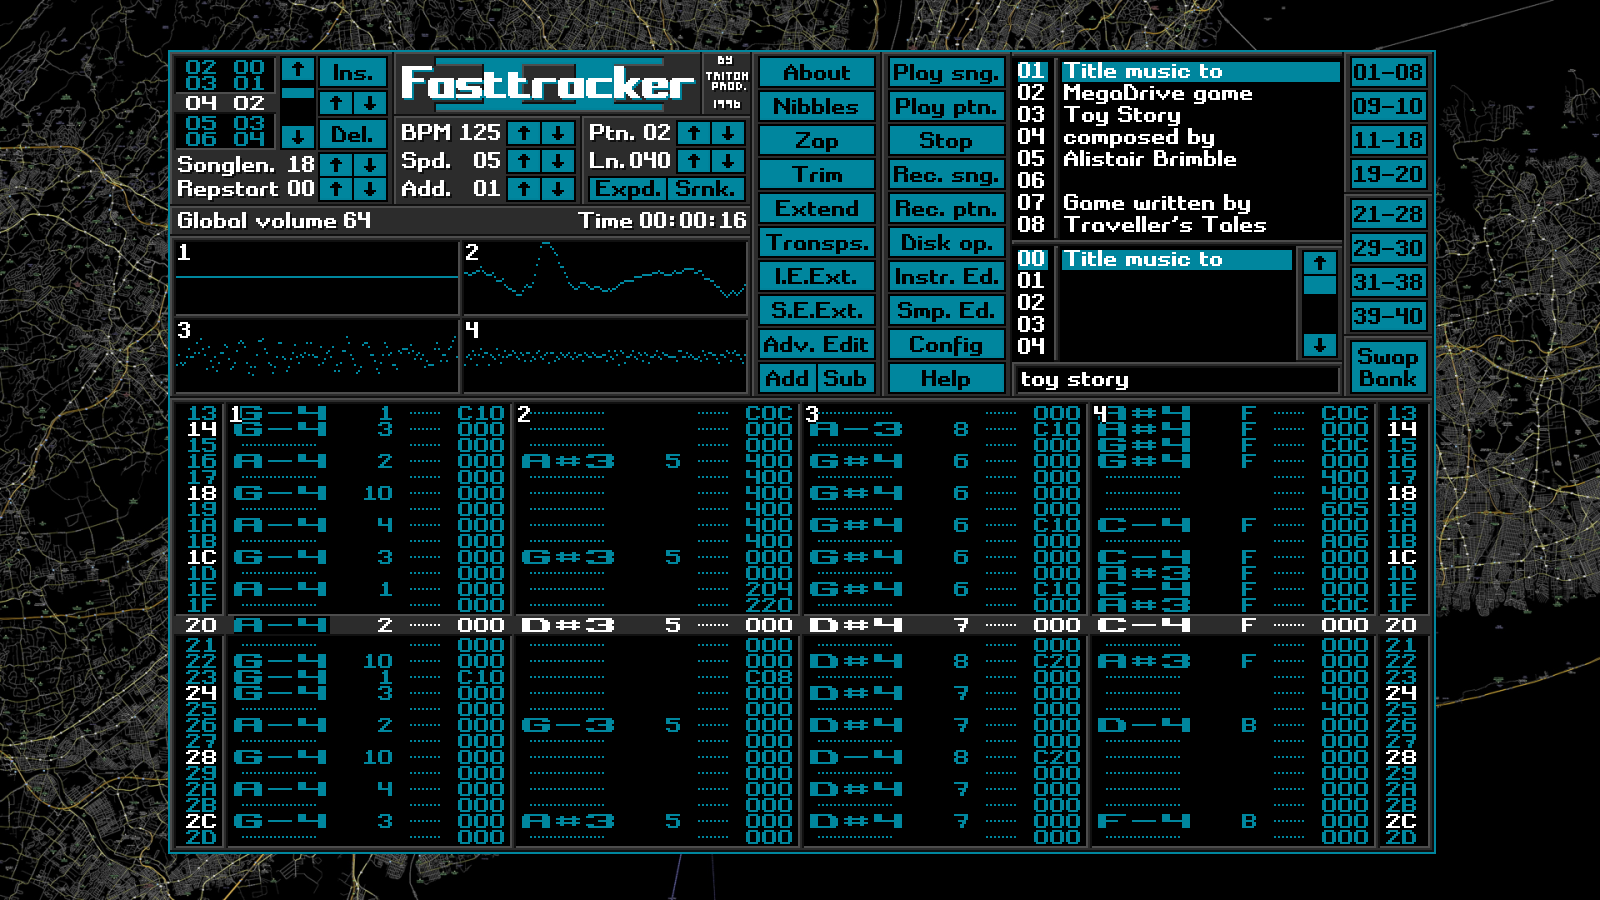 02 00
03 01
04 02
05 03
06 04
Ins.
Del.
Songlen. 18
Repstart 00
Fasttracker II
BY TRITON PROD. 1996
BPM 125
Spd. 05
Add. 01
Ptn. 02
Ln. 040
Expd. Srnk.
Global volume 64
Time 00:00:16
1
2
3
4
About
Nibbles
Zap
Trim
Extend
Transps.
I.E.Ext.
S.E.Ext.
Adv. Edit
Add Sub
Play sng.
Play ptn.
Stop
Rec. sng.
Rec. ptn.
Disk op.
Instr. Ed.
Smp. Ed.
Config
Help
01 Title music to
02 MegaDrive game
03 Toy Story
04 composed by
05 Alistair Brimble
06
07 Game written by
08 Traveller's Tales
00 Title music to
01
02
03
04
toy story
01-08
09-10
11-18
19-20
21-28
29-30
31-38
39-40
Swap Bank
13 1 G-4 1 C10 2 C0C 3 000 4 A#4 F C0C 13
14 G-4 3 000 000 A-3 8 C10 A#4 F 000 14
15 000 000 000 G#4 F C0C 15
16 A-4 2 000 A#3 5 400 G#4 6 000 G#4 F 000 16
17 000 400 000 400 17
18 G-4 10 000 400 G#4 6 000 400 18
19 000 400 000 605 19
1A A-4 4 000 400 G#4 6 C10 C-4 F 000 1A
1B 000 400 000 A06 1B
1C G-4 3 000 G#3 5 000 G#4 6 000 C-4 F 000 1C
1D 000 000 000 A#3 F 000 1D
1E A-4 1 000 204 G#4 6 C10 C-4 F C0C 1E
1F 000 220 000 A#3 F C0C 1F
20 A-4 2 000 D#3 5 000 D#4 7 000 C-4 F 000 20
21 000 000 000 000 21
22 G-4 10 000 000 D#4 8 C20 A#3 F 000 22
23 G-4 1 C10 C08 000 000 23
24 G-4 3 000 000 D#4 7 000 400 24
25 000 000 000 400 25
26 A-4 2 000 G-3 5 000 D#4 7 000 D-4 B 000 26
27 000 000 000 000 27
28 G-4 10 000 000 D-4 8 C20 000 28
29 000 000 000 000 29
2A A-4 4 000 000 D#4 7 000 000 2A
2B 000 000 000 000 2B
2C G-4 3 000 A#3 5 000 D#4 7 000 F-4 B 000 2C
2D 000 000 000 000 2D